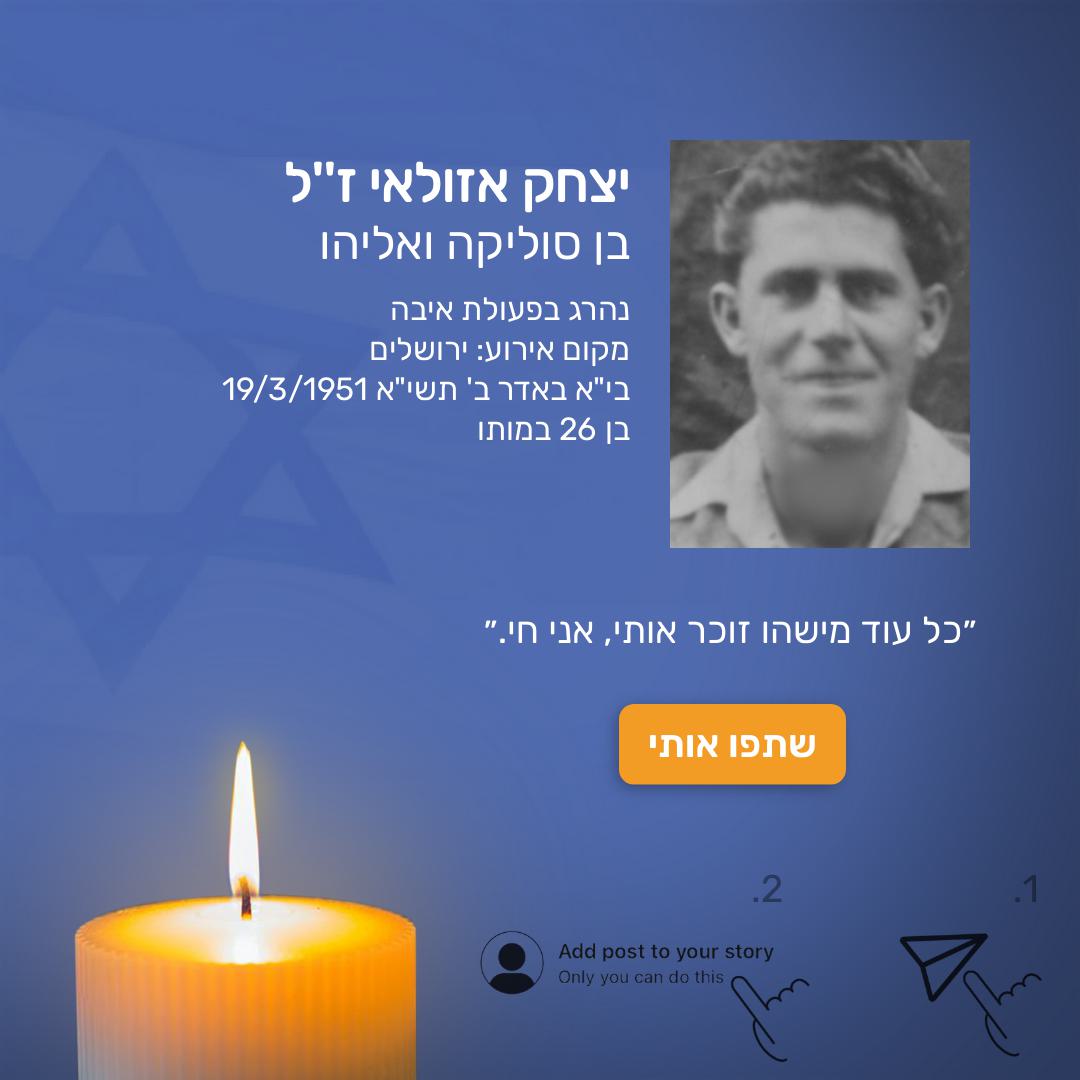 יצחק אזולאי ז"ל
בן סוליקה ואליהו
נהרג בפעולת איבה
מקום אירוע: ירושלים
בי"א באדר ב' תשי"א 19/3/1951
בן 26 במותו
״כל עוד מישהו זוכר אותי, אני חי.״
שתפו אותי
1.
2.
Add post to your story
Only you can do this